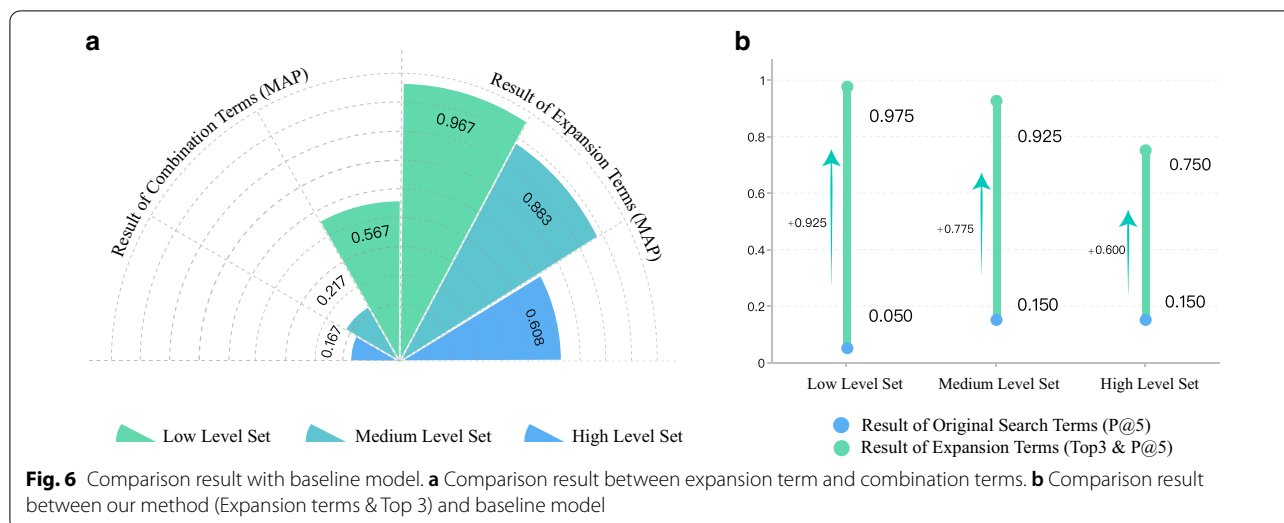 a
Result of Combination Terms (MAP)
Result of Expansion Terms (MAP)
0.967
0.883
0.608
0.567
0.217
0.167
Low Level Set
Medium Level Set
High Level Set
b
1
0.8
0.6
0.4
0.2
0
0.975
+0.925
0.050
0.925
+0.775
0.150
0.750
+0.600
0.150
Low Level Set
Medium Level Set
High Level Set
Result of Original Search Terms (P@5)
Result of Expansion Terms (Top3 & P@5)
Fig. 6 Comparison result with baseline model. a Comparison result between expansion term and combination terms. b Comparison result
between our method (Expansion terms & Top 3) and baseline model